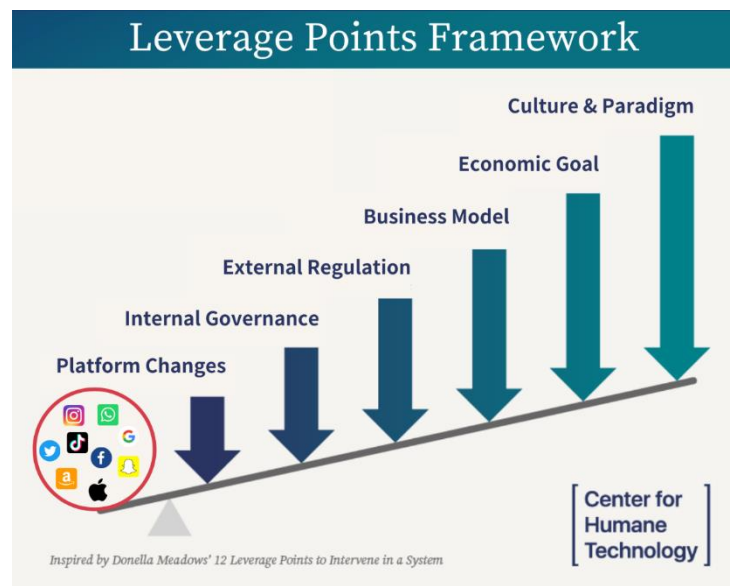 Leverage Points Framework
Culture & Paradigm
Economic Goal
Business Model
External Regulation
Internal Governance
Platform Changes
Center for
Humane
Technology
Inspired by Donella Meadows' 12 Leverage Points to Intervene in a System